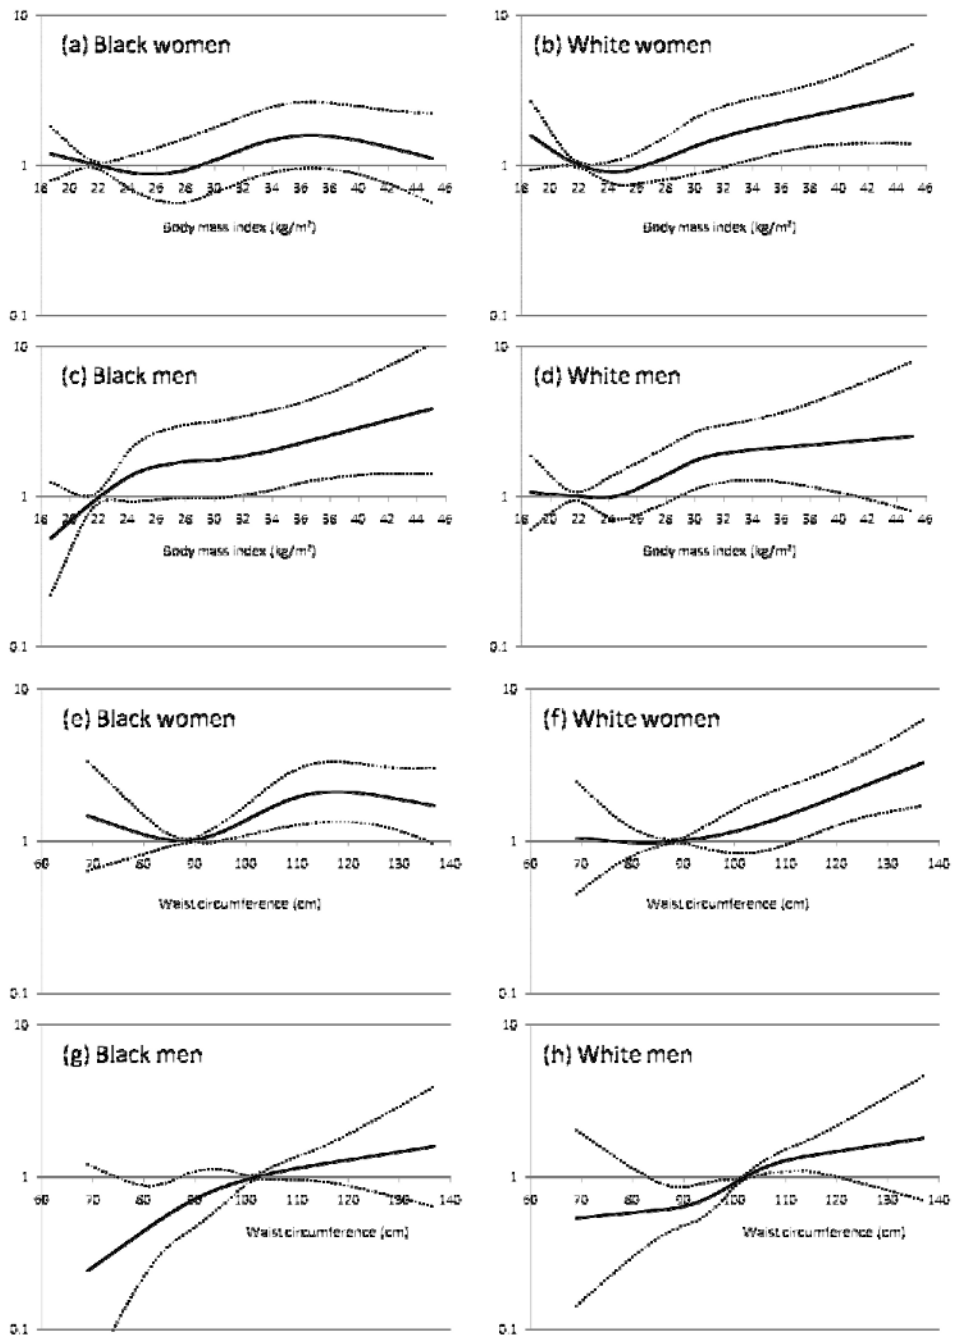 10 10
(a) Black women (b) White women
1 1
18 20 22 24 26 28 30 32 34 36 38 40 42 44 46 18 20 22 24 26 28 30 32 34 36 38 40 42 44 46
Body mass index (kg/m²) Body mass index (kg/m²)
0.1 0.1
10 10
(c) Black men (d) White men
1 1
18 20 22 24 26 28 30 32 34 36 38 40 42 44 46 18 20 22 24 26 28 30 32 34 36 38 40 42 44 46
Body mass index (kg/m²) Body mass index (kg/m²)
0.1 0.1
10 10
(e) Black women (f) White women
1 1
60 70 80 90 100 110 120 130 140 60 70 80 90 100 110 120 130 140
Waist circumference (cm) Waist circumference (cm)
0.1 0.1
10 10
(g) Black men (h) White men
1 1
60 70 80 90 100 110 120 130 140 60 70 80 90 100 110 120 130 140
Waist circumference (cm) Waist circumference (cm)
0.1 0.1